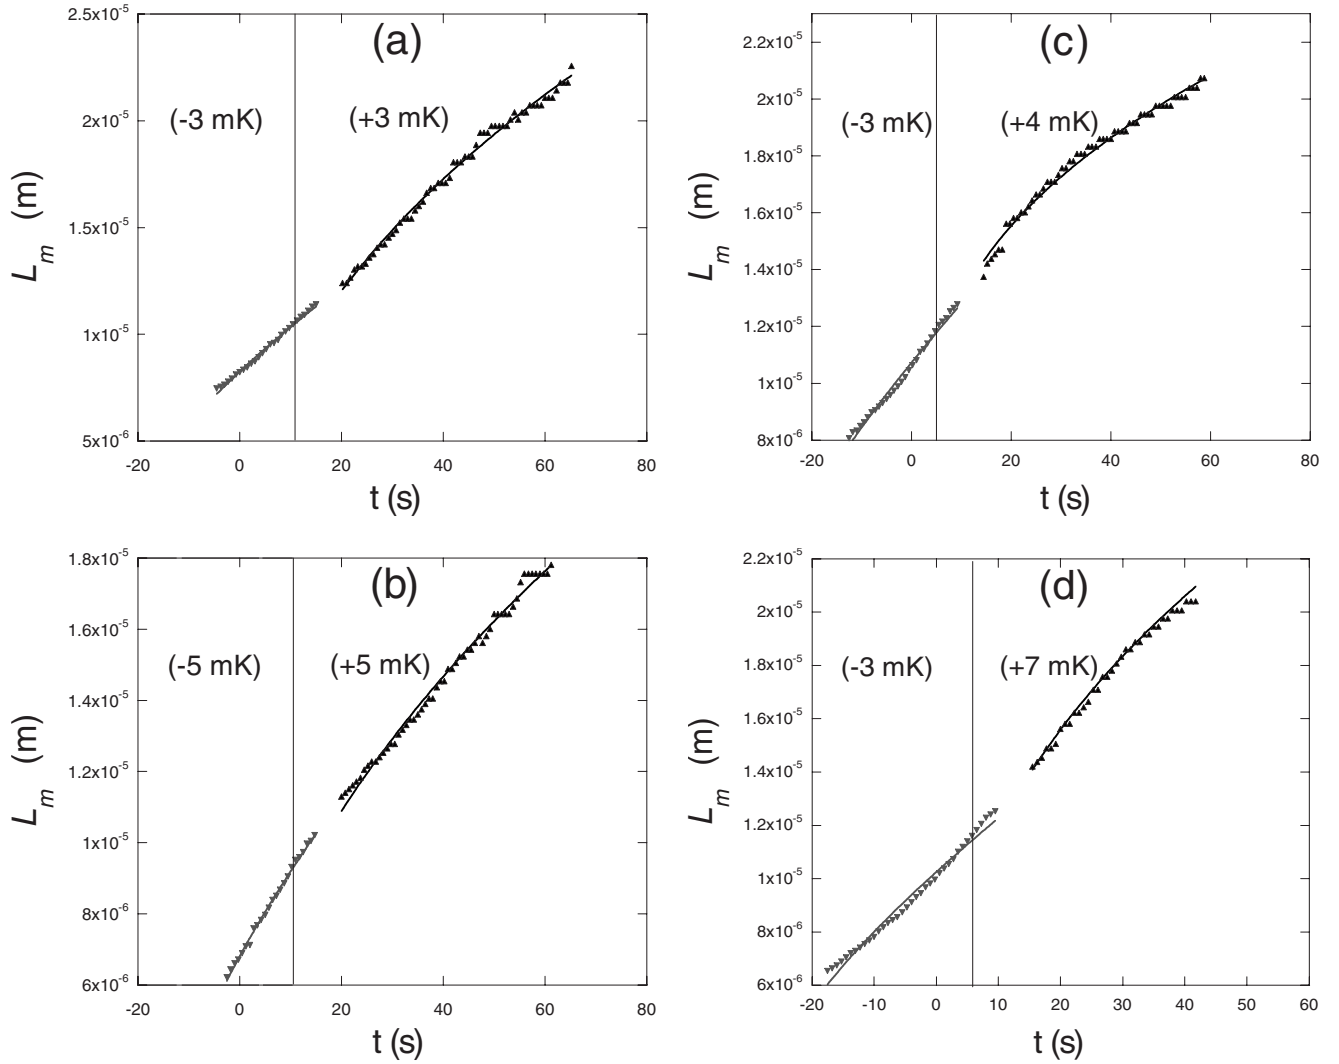 (a)
(-3 mK)
(+3 mK)
2.5x10⁻⁵
2x10⁻⁵
1.5x10⁻⁵
1x10⁻⁵
5x10⁻⁶
-20 0 20 40 60 80
Lm (m)
t (s)
(c)
(-3 mK)
(+4 mK)
2.2x10⁻⁵
2x10⁻⁵
1.8x10⁻⁵
1.6x10⁻⁵
1.4x10⁻⁵
1.2x10⁻⁵
1x10⁻⁵
8x10⁻⁶
-20 0 20 40 60 80
Lm (m)
t (s)
(b)
(-5 mK)
(+5 mK)
1.8x10⁻⁵
1.6x10⁻⁵
1.4x10⁻⁵
1.2x10⁻⁵
1x10⁻⁵
8x10⁻⁶
6x10⁻⁶
-20 0 20 40 60 80
Lm (m)
t (s)
(d)
(-3 mK)
(+7 mK)
2.2x10⁻⁵
2x10⁻⁵
1.8x10⁻⁵
1.6x10⁻⁵
1.4x10⁻⁵
1.2x10⁻⁵
1x10⁻⁵
8x10⁻⁶
6x10⁻⁶
-20 -10 0 10 20 30 40 50 60
Lm (m)
t (s)